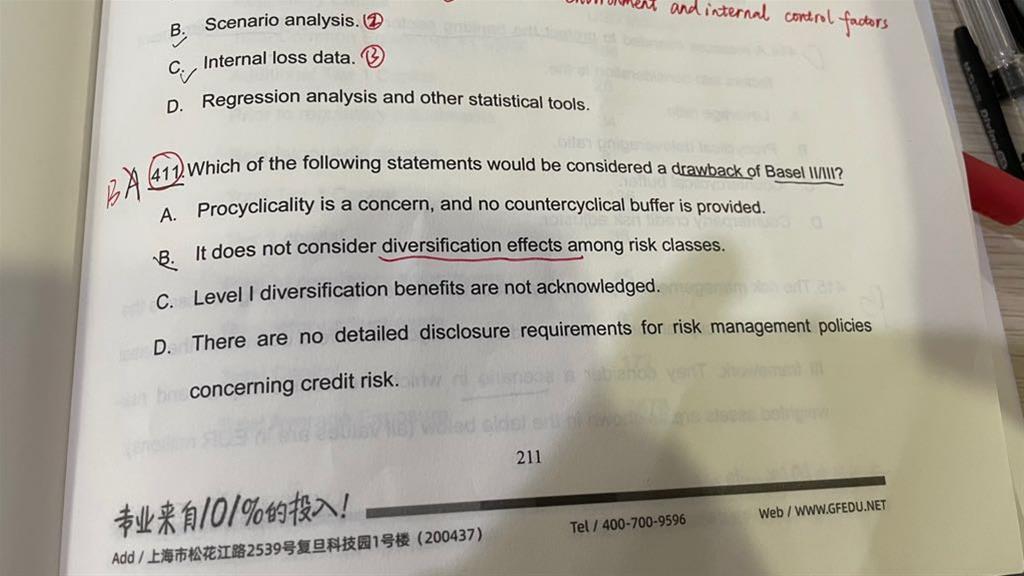 environment and internal control factors
B. Scenario analysis. ②
C. Internal loss data. ③
D. Regression analysis and other statistical tools.
BA 411. Which of the following statements would be considered a drawback of Basel II/III?
A. Procyclicality is a concern, and no countercyclical buffer is provided.
B. It does not consider diversification effects among risk classes.
C. Level I diversification benefits are not acknowledged.
D. There are no detailed disclosure requirements for risk management policies
concerning credit risk.
211
专业来自101%的投入!
Add / 上海市松花江路2539号复旦科技园1号楼 (200437)
Tel / 400-700-9596
Web / WWW.GFEDU.NET